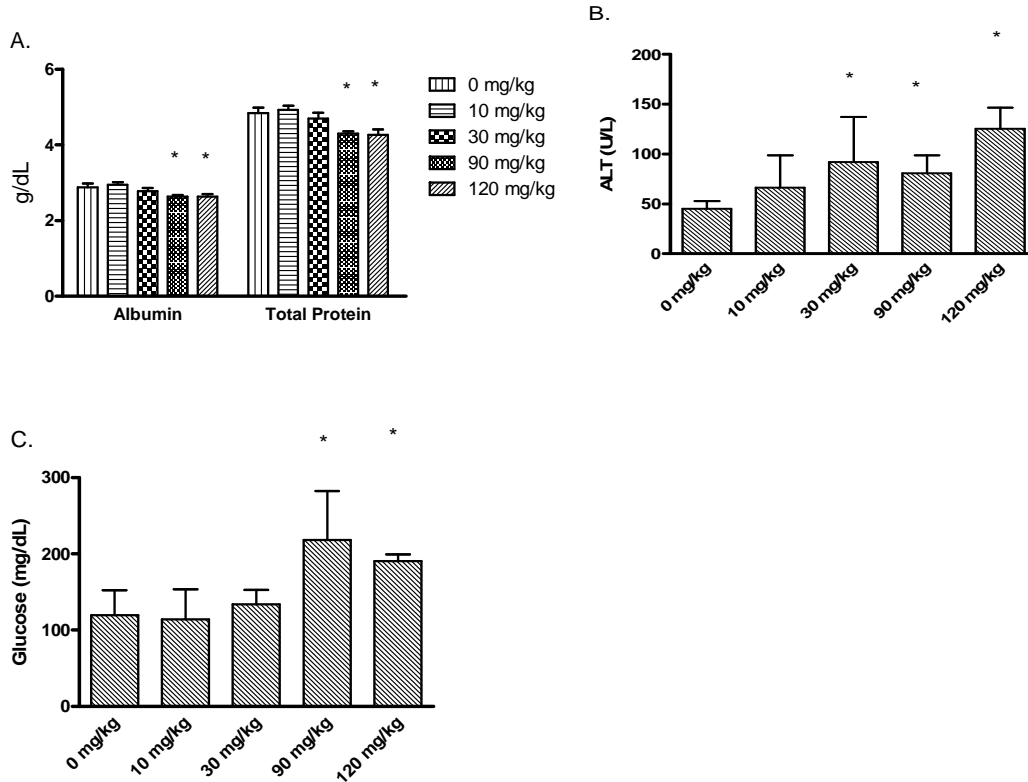 A.
6
4
2
0
g/dL
* * * *
Albumin Total Protein
0 mg/kg
10 mg/kg
30 mg/kg
90 mg/kg
120 mg/kg
B.
200
150
100
50
0
ALT (U/L)
* * *
0 mg/kg 10 mg/kg 30 mg/kg 90 mg/kg 120 mg/kg
C.
300
200
100
0
Glucose (mg/dL)
* *
0 mg/kg 10 mg/kg 30 mg/kg 90 mg/kg 120 mg/kg